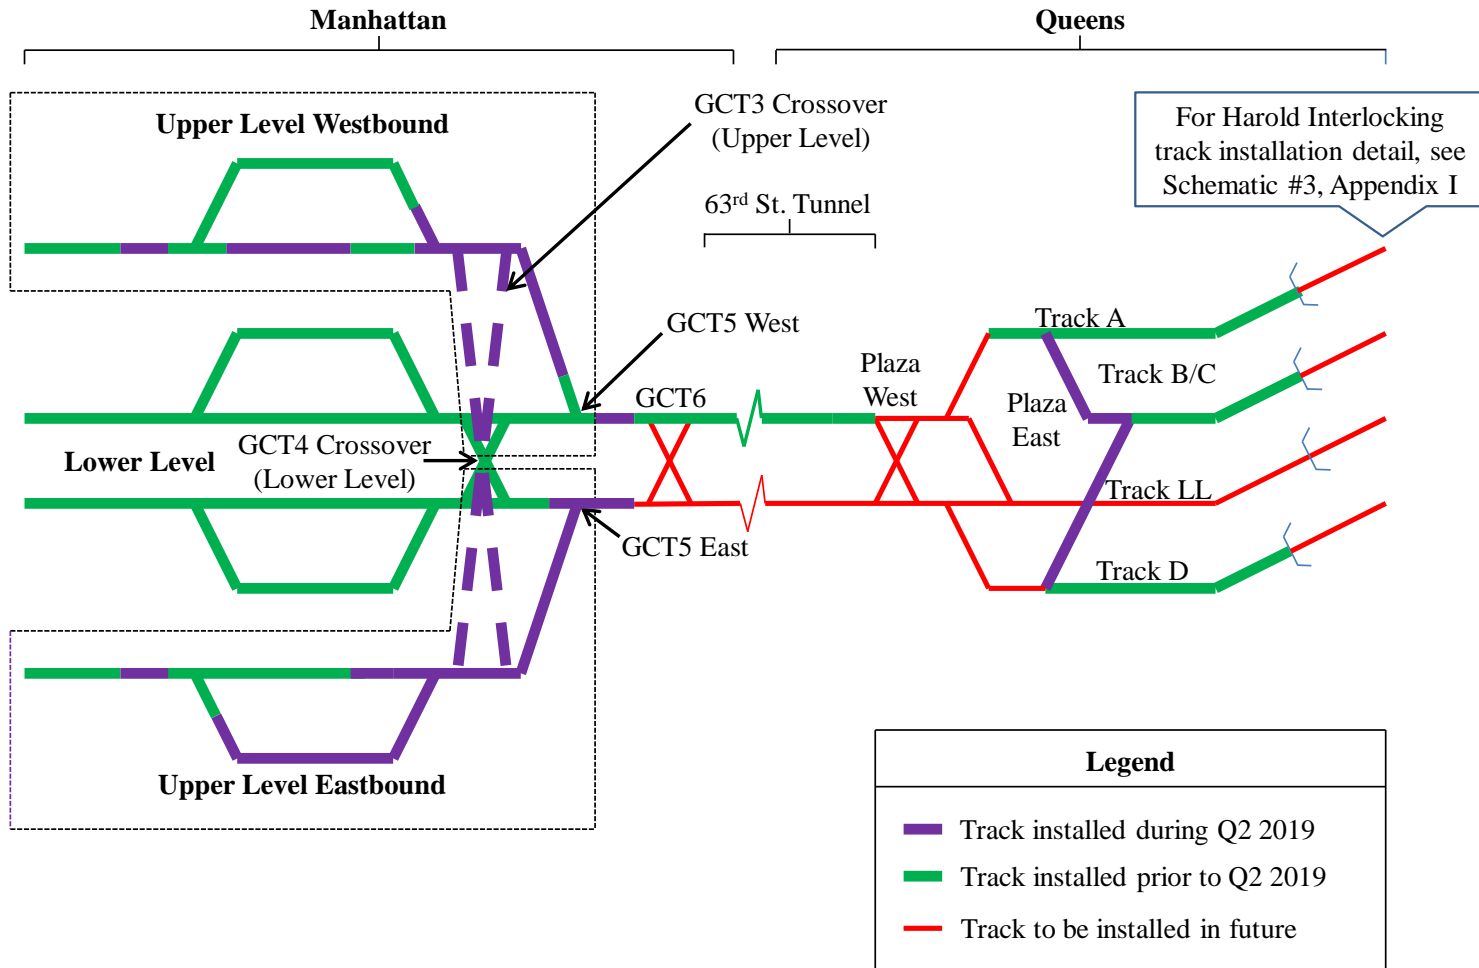 Manhattan
Queens
Upper Level Westbound
GCT3 Crossover
(Upper Level)
For Harold Interlocking
track installation detail, see
Schematic #3, Appendix I
63rd St. Tunnel
GCT5 West
Track A
Plaza
West
GCT6
Track B/C
Plaza
East
GCT4 Crossover
(Lower Level)
Lower Level
Track LL
GCT5 East
Track D
Upper Level Eastbound
Legend
Track installed during Q2 2019
Track installed prior to Q2 2019
Track to be installed in future